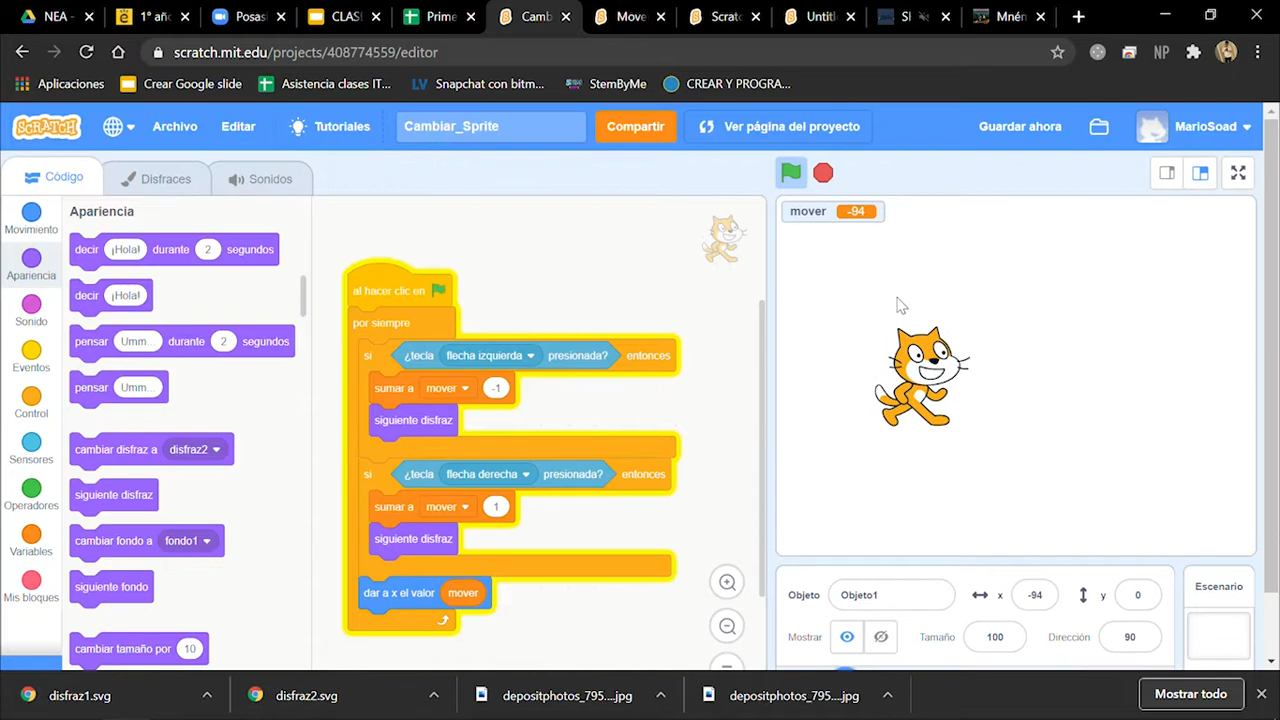 NEA -
1° año
Posas
CLAS
Prime
Camb
Move
Scrat
Untitl
SI
Mném
scratch.mit.edu/projects/408774559/editor
NP
Aplicaciones
Crear Google slide
Asistencia clases IT...
LV
Snapchat con bitm...
StemByMe
CREAR Y PROGRA...
SCRATCH
Archivo
Editar
Tutoriales
Cambiar_Sprite
Compartir
Ver página del proyecto
Guardar ahora
MarioSoad
Código
Disfraces
Sonidos
Movimiento
Apariencia
Sonido
Eventos
Control
Sensores
Operadores
Variables
Mis bloques
Apariencia
decir ¡Hola! durante 2 segundos
decir ¡Hola!
pensar Umm... durante 2 segundos
pensar Umm...
cambiar disfraz a disfraz2
siguiente disfraz
cambiar fondo a fondo1
siguiente fondo
cambiar tamaño por 10
al hacer clic en
por siempre
si ¿tecla flecha izquierda presionada? entonces
sumar a mover -1
siguiente disfraz
si ¿tecla flecha derecha presionada? entonces
sumar a mover 1
siguiente disfraz
dar a x el valor mover
mover -94
Objeto Objeto1 x -94 y 0
Mostrar Tamaño 100 Dirección 90
Escenario
disfraz1.svg
disfraz2.svg
depositphotos_795....jpg
depositphotos_795....jpg
Mostrar todo